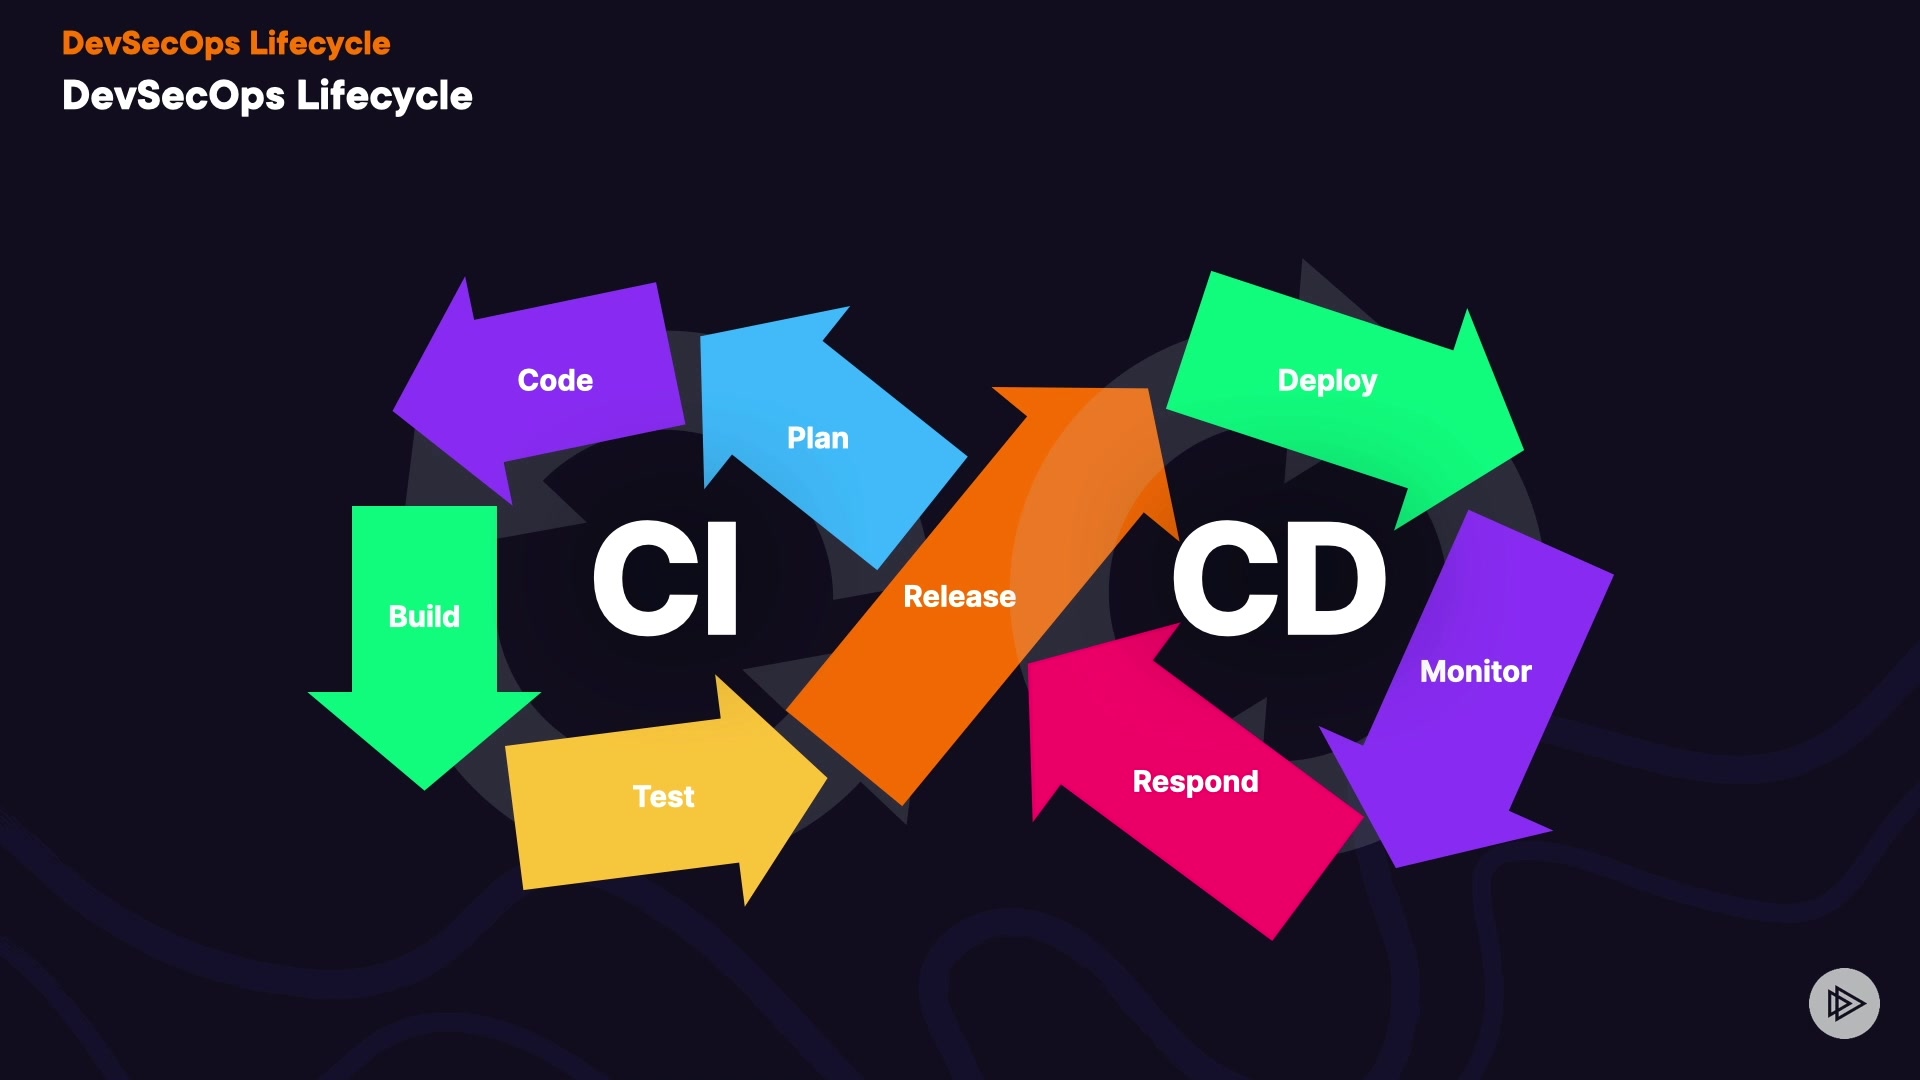 DevSecOps Lifecycle
DevSecOps Lifecycle
Code
Plan
Build
CI
Test
Release
Deploy
CD
Monitor
Respond